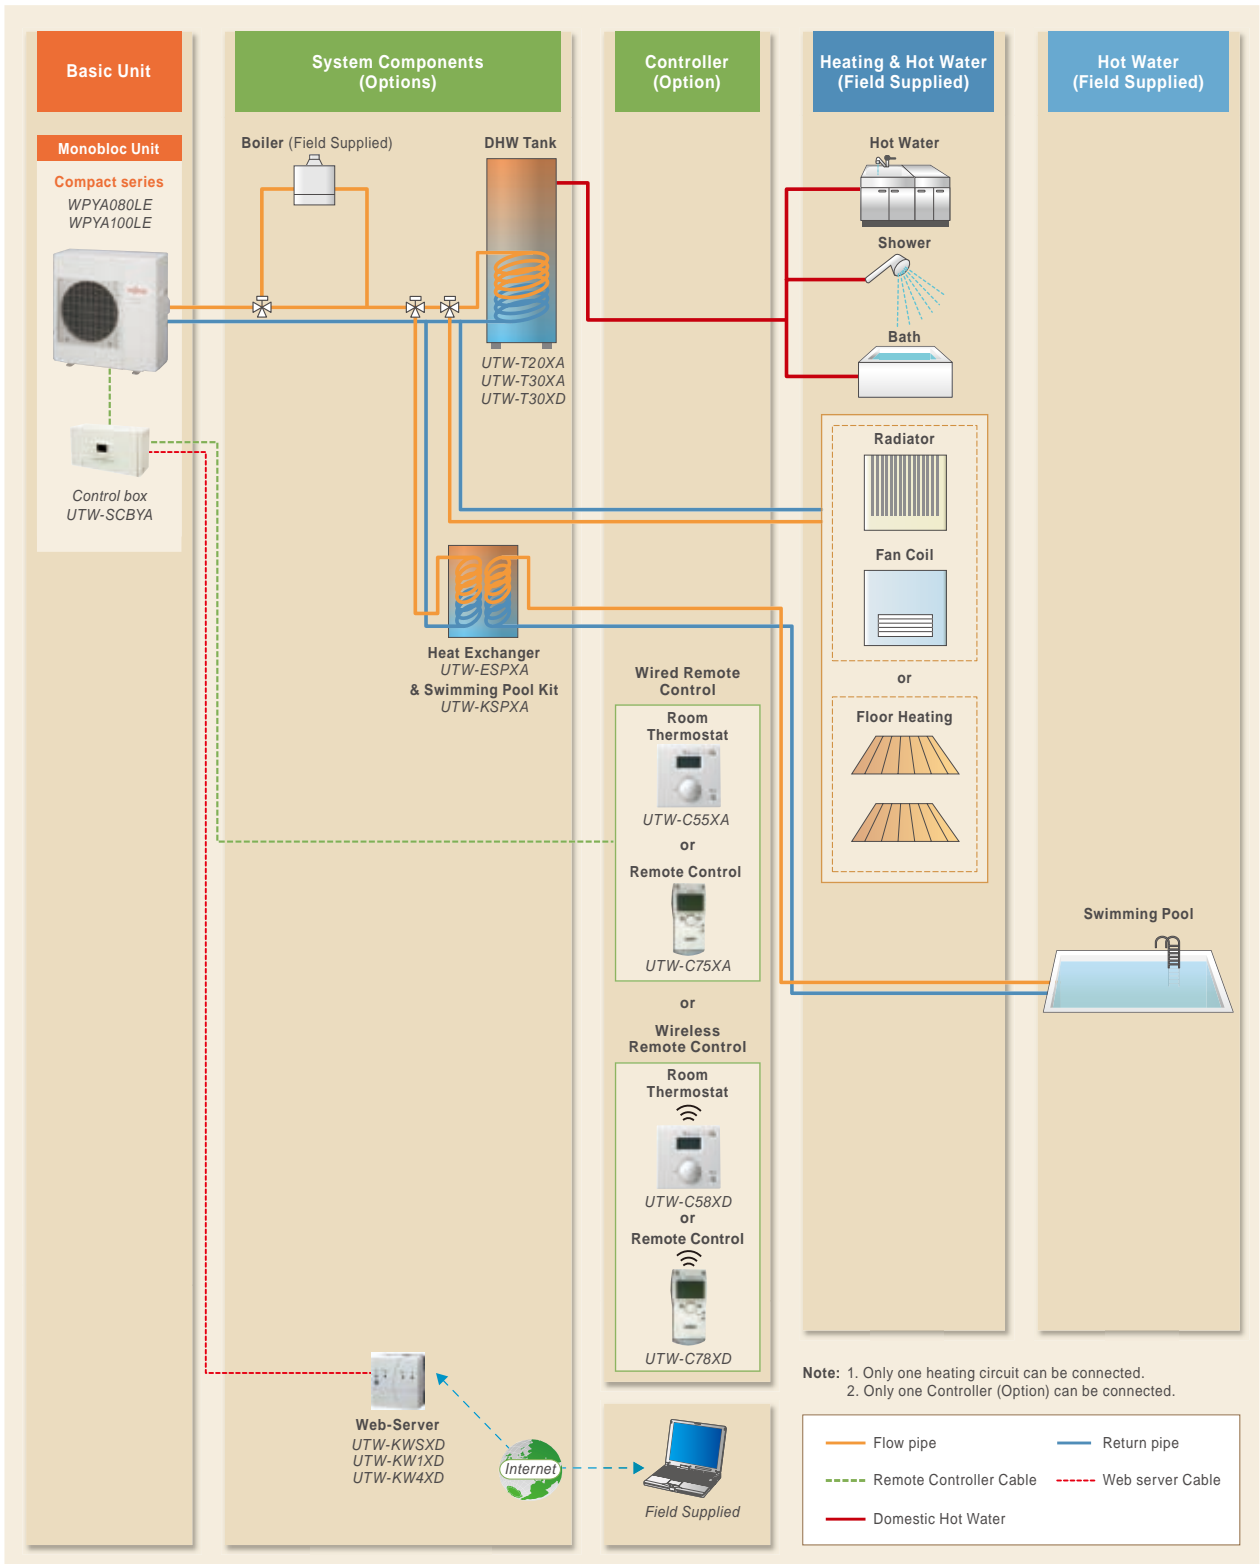 Basic Unit
System Components
(Options)
Controller
(Option)
Heating & Hot Water
(Field Supplied)
Hot Water
(Field Supplied)
Monobloc Unit
Compact series
WPYA080LE
WPYA100LE
Control box
UTW-SCBYA
Boiler (Field Supplied)
DHW Tank
UTW-T20XA
UTW-T30XA
UTW-T30XD
Heat Exchanger
UTW-ESPXA
& Swimming Pool Kit
UTW-KSPXA
Web-Server
UTW-KWSXD
UTW-KW1XD
UTW-KW4XD
Internet
Wired Remote
Control
Room
Thermostat
UTW-C55XA
or
Remote Control
UTW-C75XA
or
Wireless
Remote Control
Room
Thermostat
UTW-C58XD
or
Remote Control
UTW-C78XD
Field Supplied
Hot Water
Shower
Bath
Radiator
Fan Coil
or
Floor Heating
Swimming Pool
Note: 1. Only one heating circuit can be connected.
2. Only one Controller (Option) can be connected.
Flow pipe
Return pipe
Remote Controller Cable
Web server Cable
Domestic Hot Water